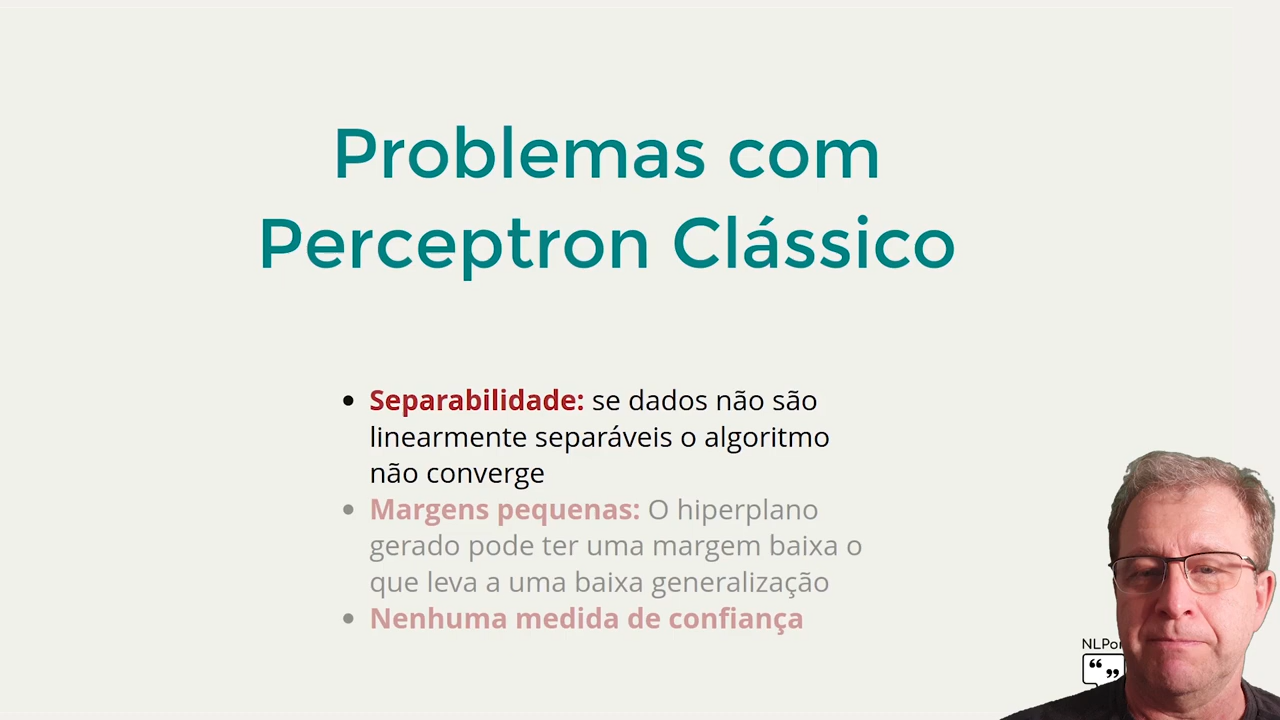 Problemas com
Perceptron Clássico
Separabilidade: se dados não são
linearmente separáveis o algoritmo
não converge
Margens pequenas: O hiperplano
gerado pode ter uma margem baixa o
que leva a uma baixa generalização
Nenhuma medida de confiança